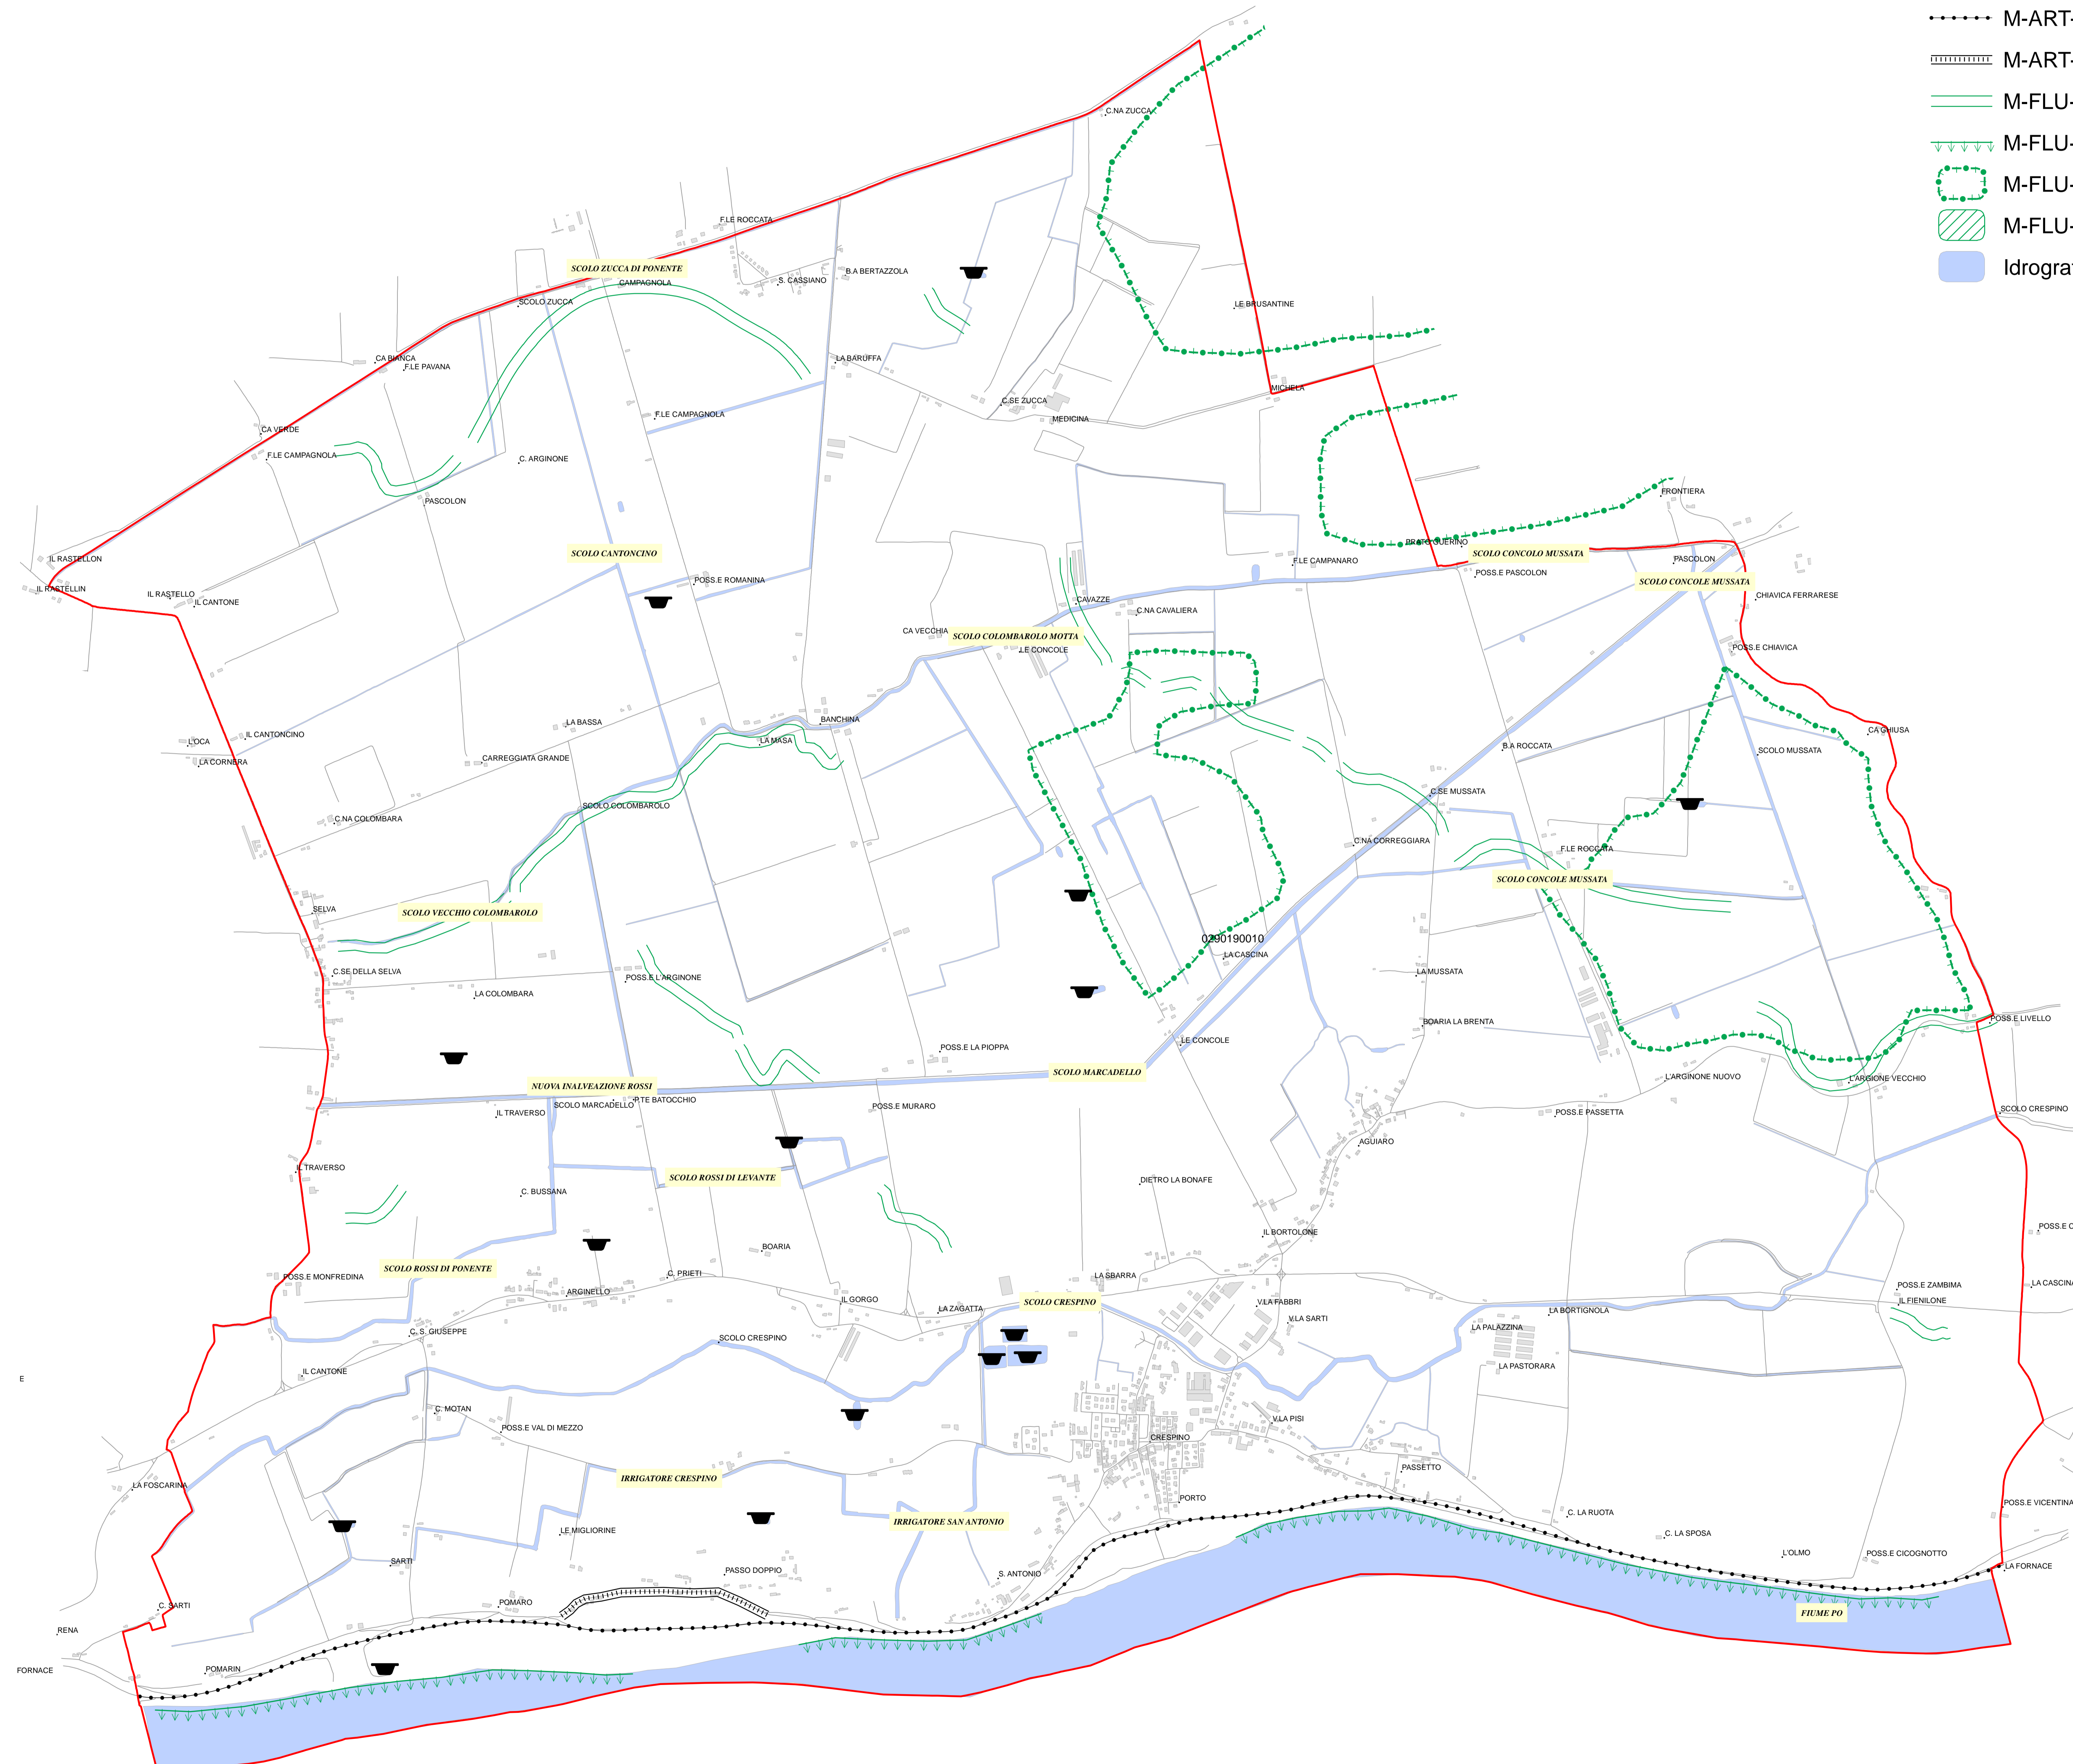 M-ART-
M-ART-
M-FLU-
M-FLU-
M-FLU-
M-FLU-
Idrogra
C.NA ZUCCA
F.LE ROCCATA
SCOLO ZUCCA DI PONENTE
B.A BERTAZZOLA
S. CASSIANO
CAMPAGNOLA
SCOLO ZUCCA
LE BRUSANTINE
CA BIANCA
F.LE PAVANA
LA BARUFFA
MICHELA
C.SE ZUCCA
F.LE CAMPAGNOLA
MEDICINA
CA VERDE
F.LE CAMPAGNOLA
C. ARGINONE
PASCOLON
FRONTIERA
PRATO GUERINO
SCOLO CANTONCINO
SCOLO CONCOLO MUSSATA
IL RASTELLON
F.LE CAMPANARO
PASCOLON
POSS.E PASCOLON
POSS.E ROMANINA
SCOLO CONCOLE MUSSATA
IL RASTELLIN
IL RASTELLO
IL CANTONE
CAVAZZE
CHIAVICA FERRARESE
C.NA CAVALIERA
CA VECCHIA
SCOLO COLOMBAROLO MOTTA
LE CONCOLE
POSS.E CHIAVICA
BANCHINA
LA BASSA
CA GHIUSA
L'OCA
IL CANTONCINO
LA MASA
B.A ROCCATA
SCOLO MUSSATA
CARREGGIATA GRANDE
LA CORNERA
C.SE MUSSATA
SCOLO COLOMBAROLO
C.NA COLOMBARA
C.NA CORREGGIARA
F.LE ROCCATA
SCOLO CONCOLE MUSSATA
SELVA
SCOLO VECCHIO COLOMBAROLO
0290190010
LA CASCINA
C.SE DELLA SELVA
POSS.E L'ARGINONE
LA MUSSATA
LA COLOMBARA
POSS.E LIVELLO
BOARIA LA BRENTA
LE CONCOLE
POSS.E LA PIOPPA
SCOLO MARCADELLO
L'ARGINONE NUOVO
L'ARGIONE VECCHIO
NUOVA INALVEAZIONE ROSSI
P.TE BATOCCHIO
SCOLO MARCADELLO
POSS.E MURARO
IL TRAVERSO
POSS.E PASSETTA
SCOLO CRESPINO
AGUIARO
IL TRAVERSO
SCOLO ROSSI DI LEVANTE
DIETRO LA BONAFE
C. BUSSANA
POSS.E C
IL BORTOLONE
BOARIA
SCOLO ROSSI DI PONENTE
POSS.E MONFREDINA
C. PRIETI
LA SBARRA
LA CASCINA
POSS.E ZAMBIMA
ARGINELLO
IL GORGO
SCOLO CRESPINO
V.LA FABBRI
IL FIENILONE
LA ZAGATTA
LA BORTIGNOLA
V.LA SARTI
LA PALAZZINA
C. S. GIUSEPPE
SCOLO CRESPINO
LA PASTORARA
IL CANTONE
E
C. MOTAN
V.LA PISI
POSS.E VAL DI MEZZO
CRESPINO
PASSETTO
IRRIGATORE CRESPINO
LA FOSCARINA
PORTO
POSS.E VICENTINA
C. LA RUOTA
IRRIGATORE SAN ANTONIO
LE MIGLIORINE
C. LA SPOSA
L'OLMO
POSS.E CICOGNOTTO
SARTI
LA FORNACE
PASSO DOPPIO
S. ANTONIO
POMARO
C. SARTI
FIUME PO
RENA
FORNACE
POMARIN